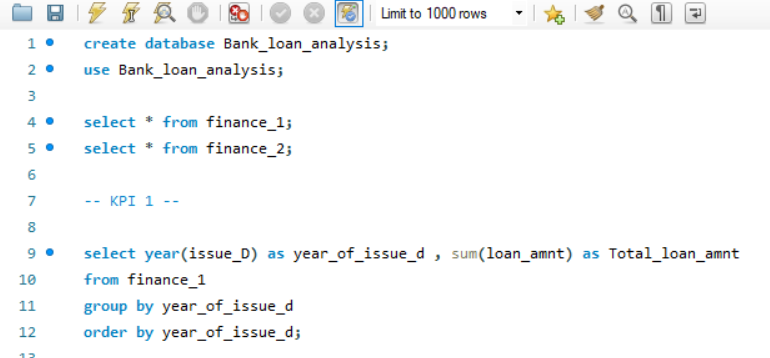 Limit to 1000 rows
1 create database Bank_loan_analysis;
2 use Bank_loan_analysis;
3
4 select * from finance_1;
5 select * from finance_2;
6
7 -- KPI 1 --
8
9 select year(issue_D) as year_of_issue_d , sum(loan_amnt) as Total_loan_amnt
10 from finance_1
11 group by year_of_issue_d
12 order by year_of_issue_d;
13